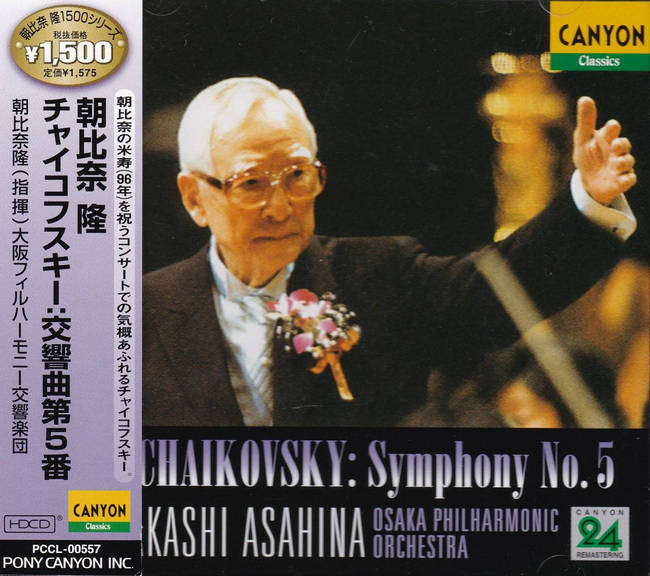 朝比奈 隆1500シリーズ
税抜価格
¥1,500
定価¥1,575
朝比奈の米寿(96年)を祝うコンサートでの気概あふれるチャイコフスキー。
朝比奈 隆
チャイコフスキー:交響曲第5番
朝比奈隆(指揮)大阪フィルハーモニー交響楽団
HDCD
CANYON
Classics
PCCL-00557
PONY CANYON INC.
CANYON
Classics
CHAIKOVSKY: Symphony No. 5
KASHI ASAHINA
OSAKA PHILHARMONIC
ORCHESTRA
CANYON
24
REMASTERING